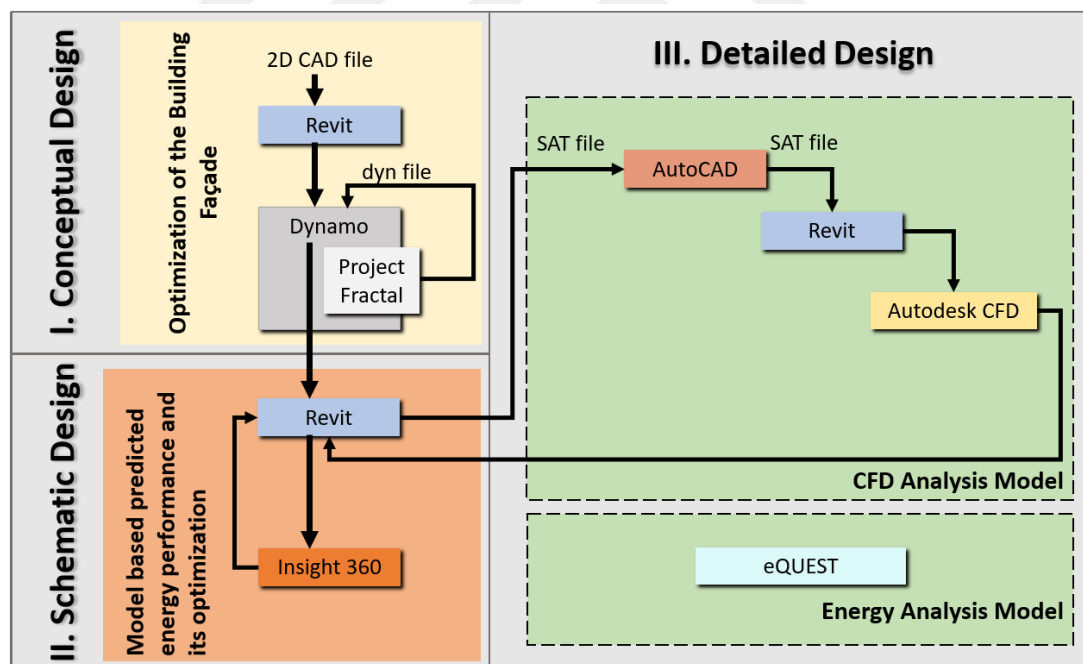 I. Conceptual Design
Optimization of the Building
Façade
2D CAD file
Revit
dyn file
Dynamo
Project
Fractal
II. Schematic Design
Model based predicted
energy performance and
its optimization
Revit
Insight 360
III. Detailed Design
SAT file
AutoCAD
SAT file
Revit
Autodesk CFD
CFD Analysis Model
eQUEST
Energy Analysis Model